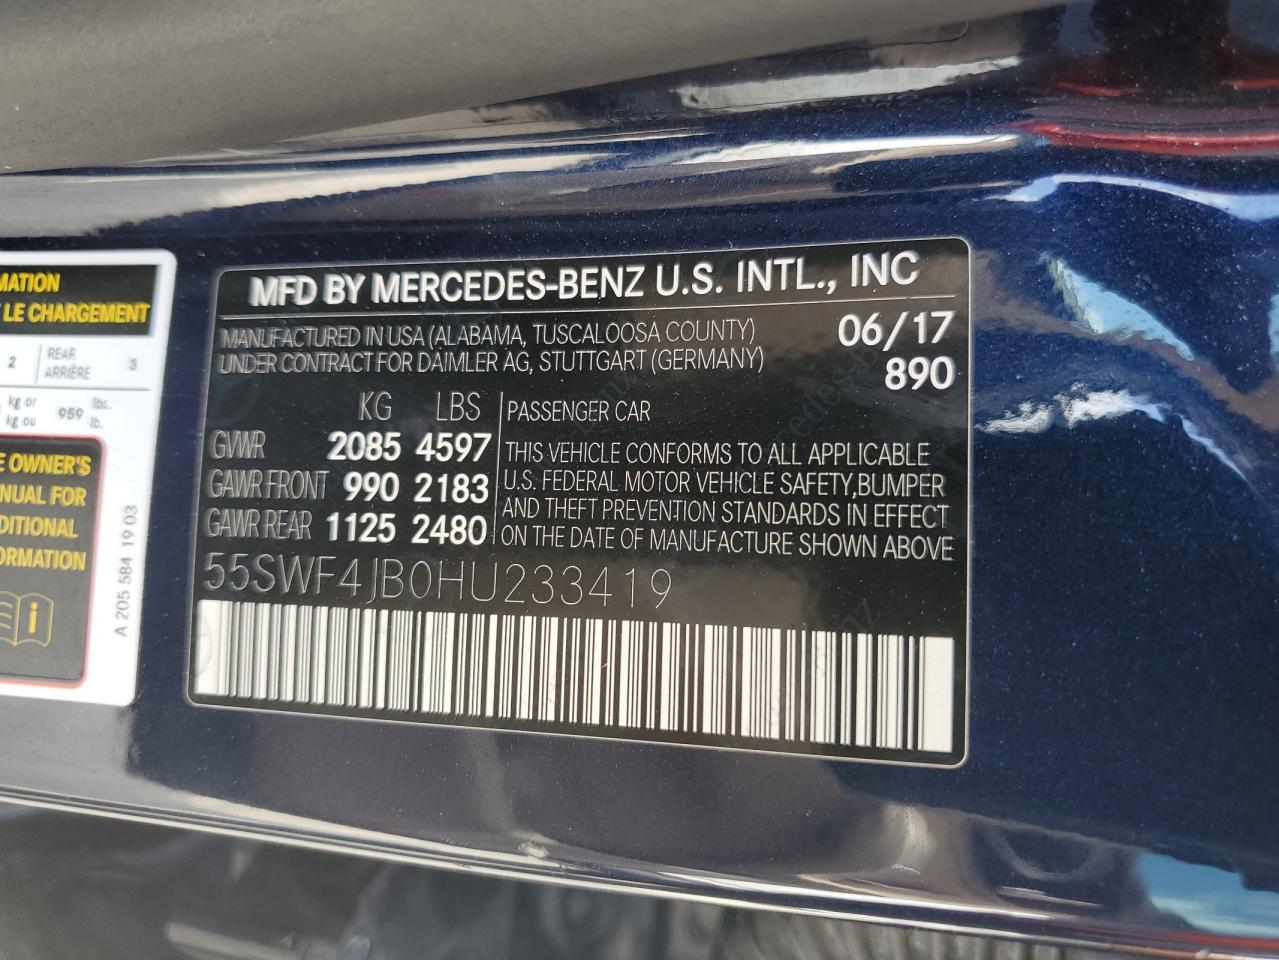 MATION
LE CHARGEMENT
2 REAR ARRIÈRE 3
kg or
kg ou 959 lbs. lb.
OWNER'S
NUAL FOR
DITIONAL
ORMATION
A 205 584 19 03
MFD BY MERCEDES-BENZ U.S. INTL., INC
MANUFACTURED IN USA (ALABAMA, TUSCALOOSA COUNTY) 06/17
UNDER CONTRACT FOR DAIMLER AG, STUTTGART (GERMANY) 890
KG LBS PASSENGER CAR
GVWR 2085 4597
GAWR FRONT 990 2183
GAWR REAR 1125 2480
THIS VEHICLE CONFORMS TO ALL APPLICABLE
U.S. FEDERAL MOTOR VEHICLE SAFETY,BUMPER
AND THEFT PREVENTION STANDARDS IN EFFECT
ON THE DATE OF MANUFACTURE SHOWN ABOVE
55SWF4JB0HU233419